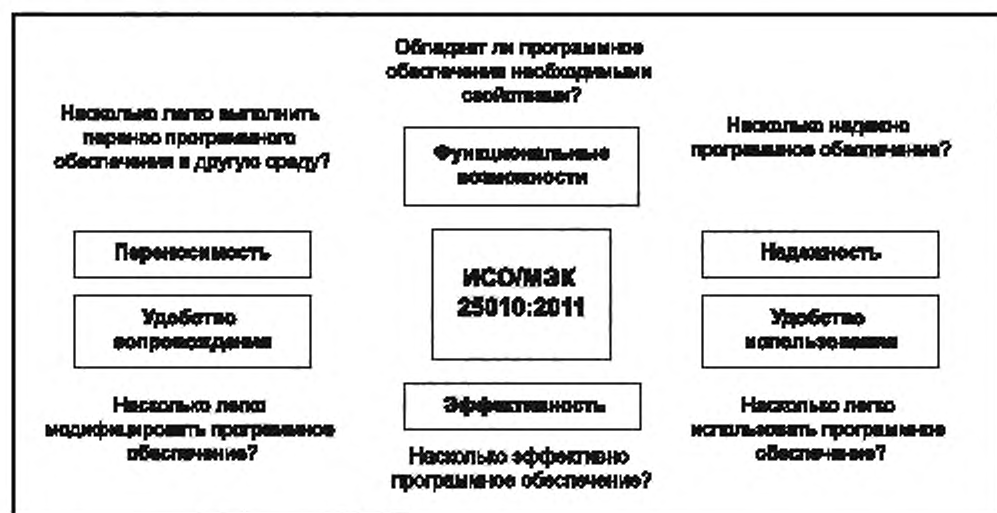 Обладает ли программное
обеспечение необходимыми
свойствами?
Насколько легко выполнить
перенос программного
обеспечения в другую среду?
Насколько надежно
программное обеспечение?
Функциональные
возможности
Переносимость
ИСО/МЭК
25010:2011
Надежность
Удобство
сопровождения
Удобство
использования
Эффективность
Насколько легко
модифицировать программное
обеспечение?
Насколько эффективно
программное обеспечение?
Насколько легко
использовать программное
обеспечение?